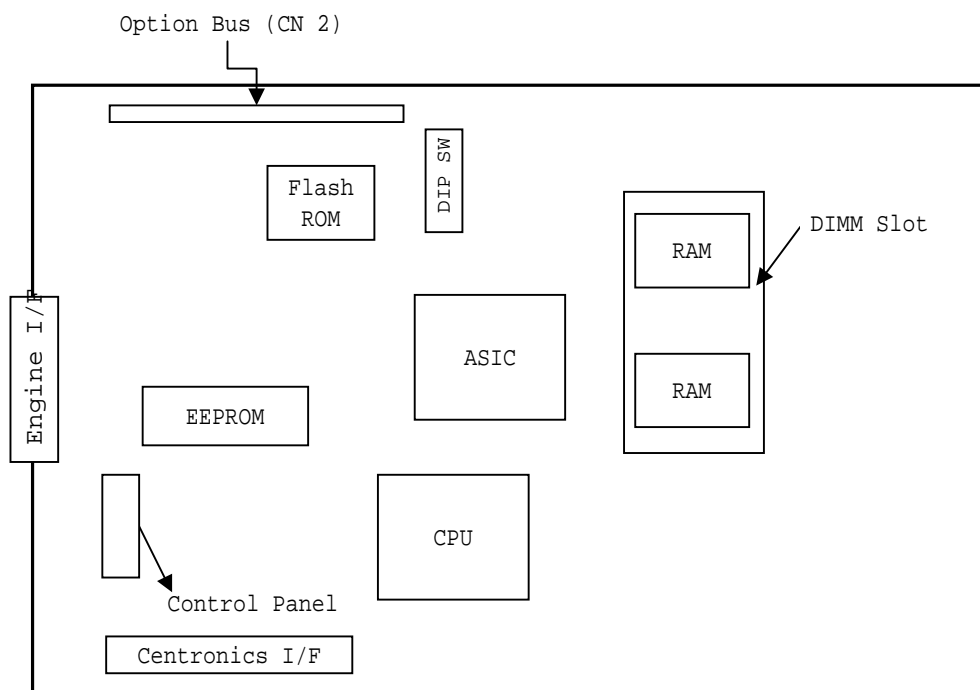 Option Bus (CN 2)
DIP SW
Flash
ROM
RAM
DIMM Slot
Engine I/F
ASIC
RAM
EEPROM
CPU
Control Panel
Centronics I/F